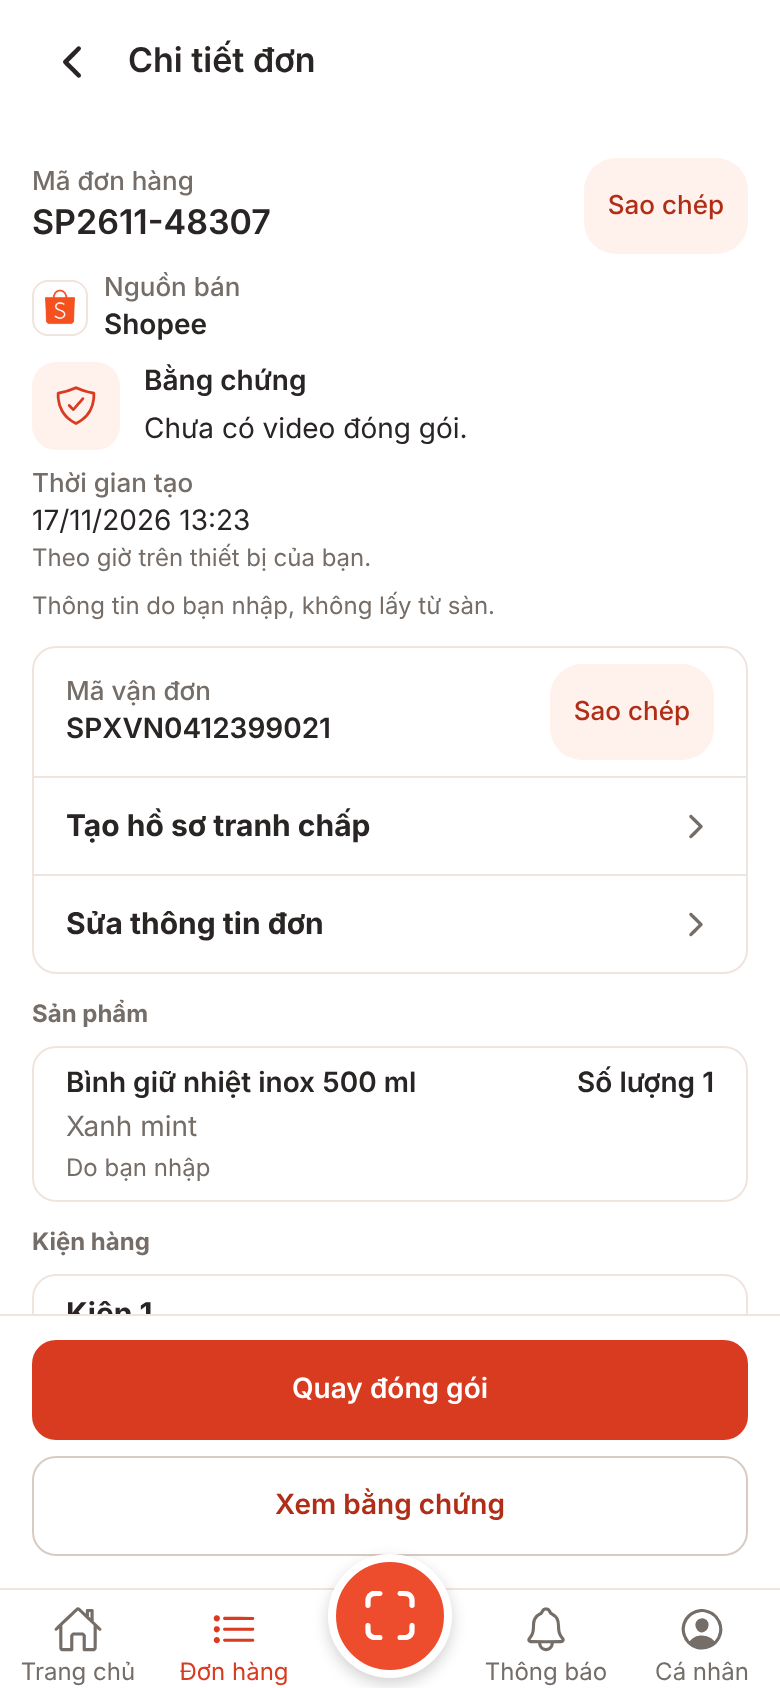 Chi tiết đơn
Mã đơn hàng
SP2611-48307
Sao chép
Nguồn bán
Shopee
Bằng chứng
Chưa có video đóng gói.
Thời gian tạo
17/11/2026 13:23
Theo giờ trên thiết bị của bạn.
Thông tin do bạn nhập, không lấy từ sàn.
Mã vận đơn
SPXVN0412399021
Sao chép
Tạo hồ sơ tranh chấp
Sửa thông tin đơn
Sản phẩm
Bình giữ nhiệt inox 500 ml
Số lượng 1
Xanh mint
Do bạn nhập
Kiện hàng
Kiện 1
Quay đóng gói
Xem bằng chứng
Trang chủ
Đơn hàng
Thông báo
Cá nhân